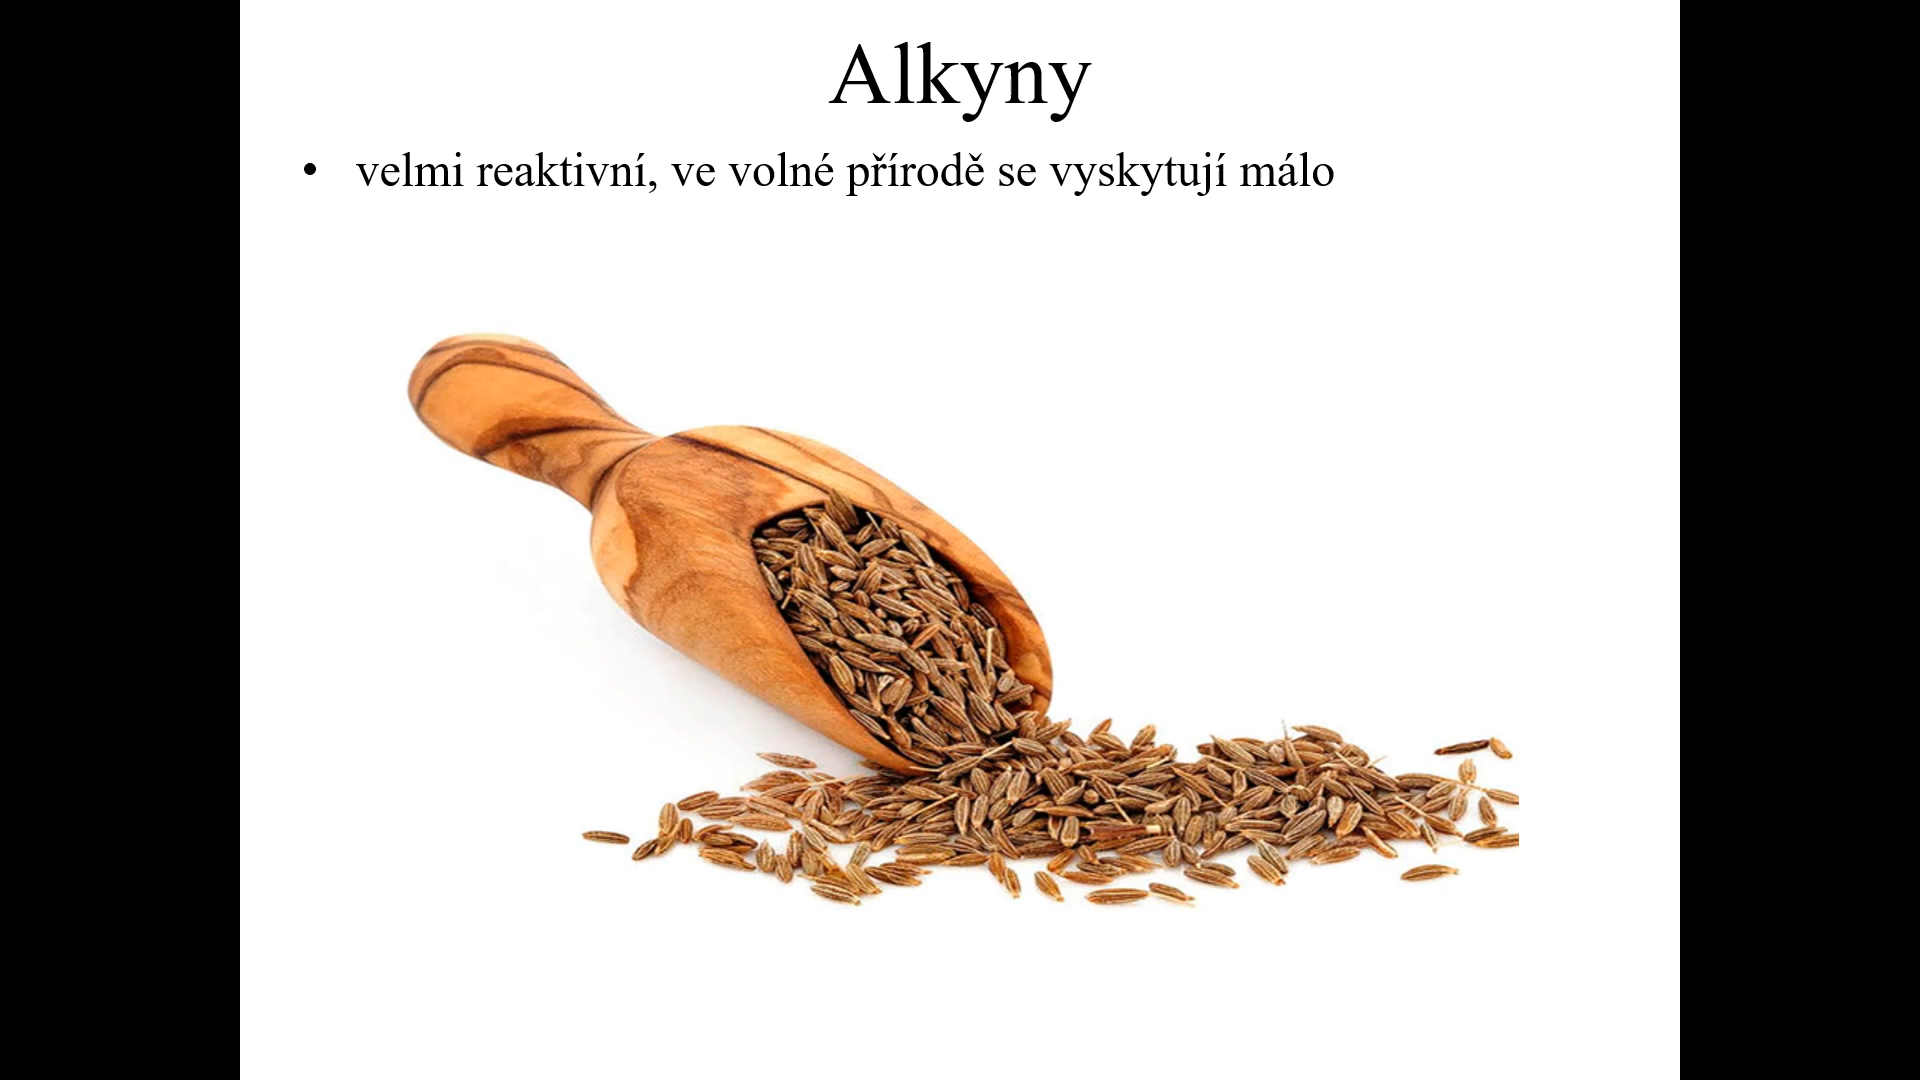 Alkyny
• velmi reaktivní, ve volné přírodě se vyskytují málo